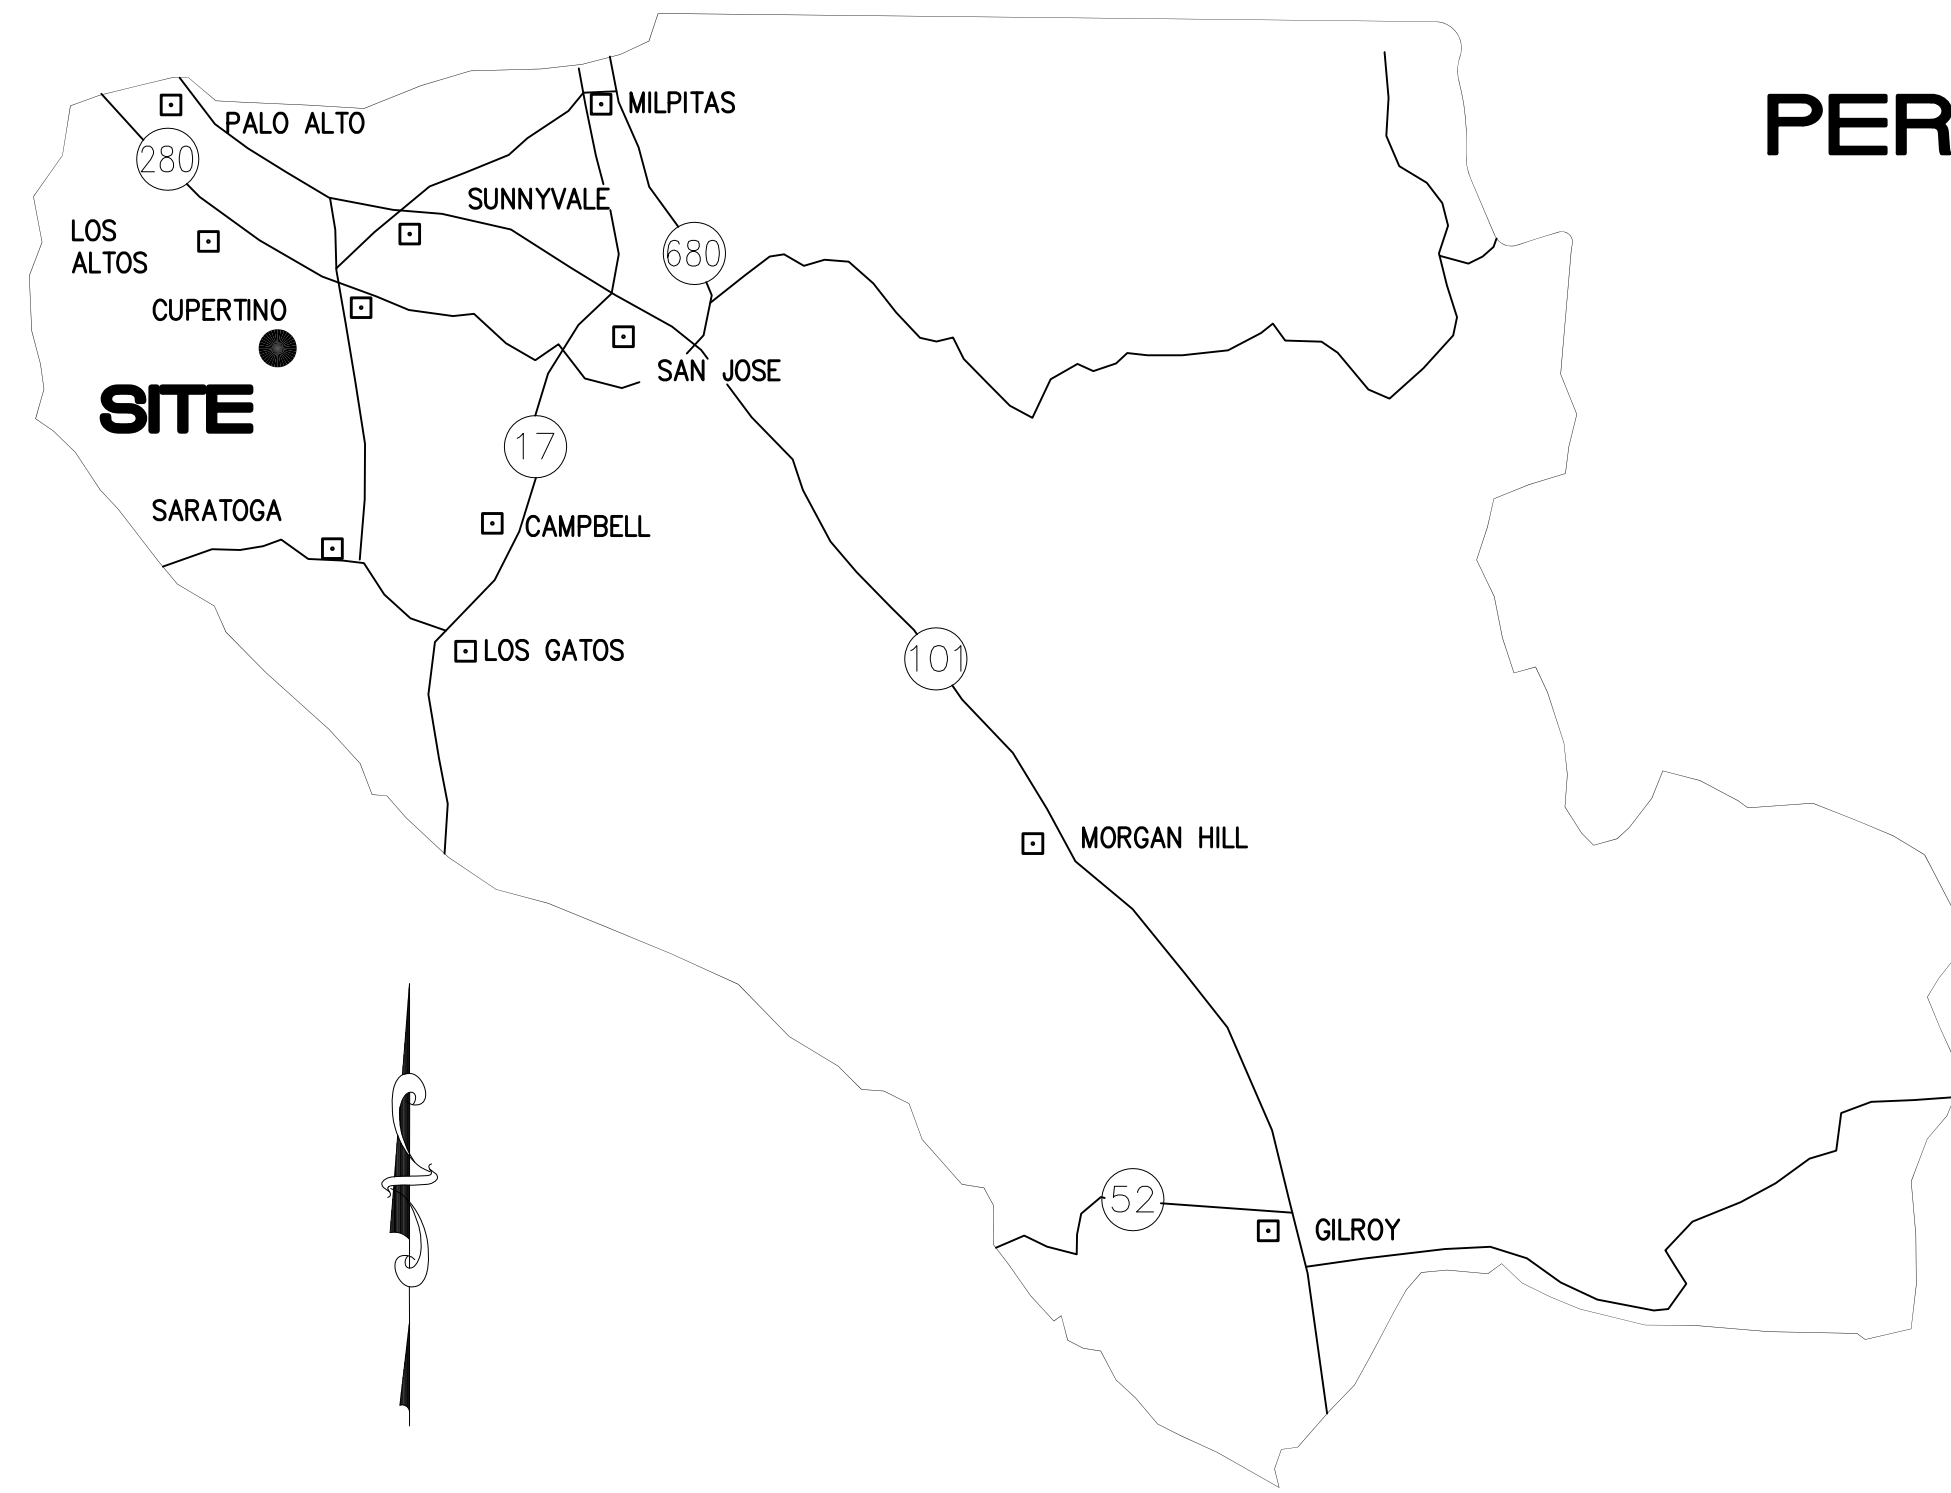 PALO ALTO
MILPITAS
PER
280
SUNNYVALE
LOS
ALTOS
680
CUPERTINO
SAN JOSE
SITE
17
SARATOGA
CAMPBELL
LOS GATOS
101
MORGAN HILL
52
GILROY